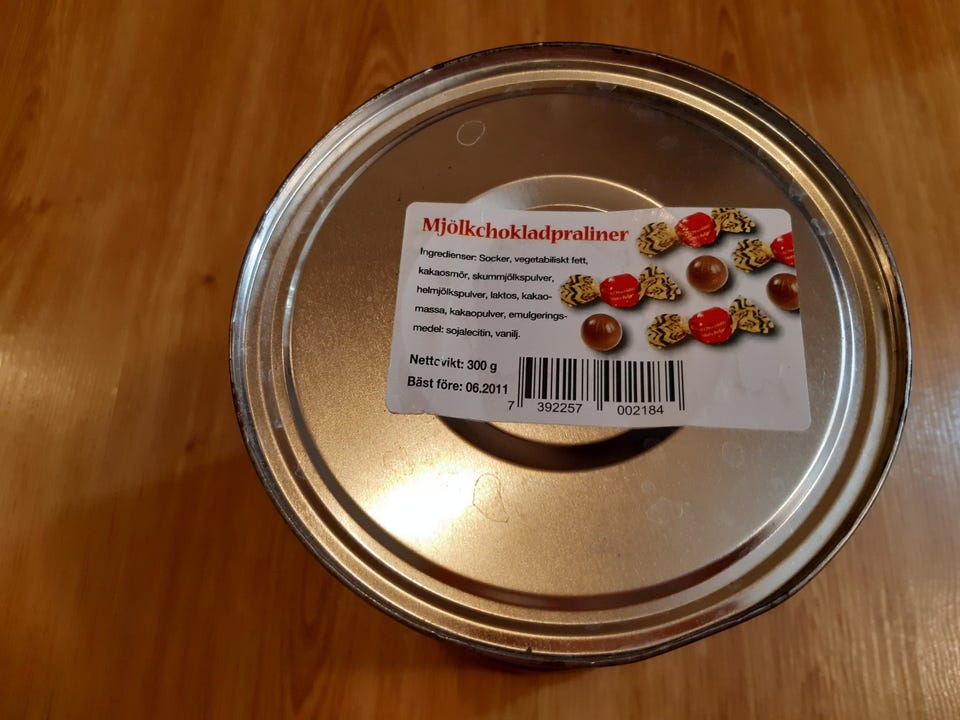 Mjölkchokladpraliner
Ingredienser: Socker, vegetabiliskt fett,
kakaosmör, skummjölkspulver,
helmjölkspulver, laktos, kakao-
massa, kakaopulver, emulgerings-
medel: sojalecitin, vanilj.
Nettovikt: 300 g
Bäst före: 06.2011
7 392257 002184